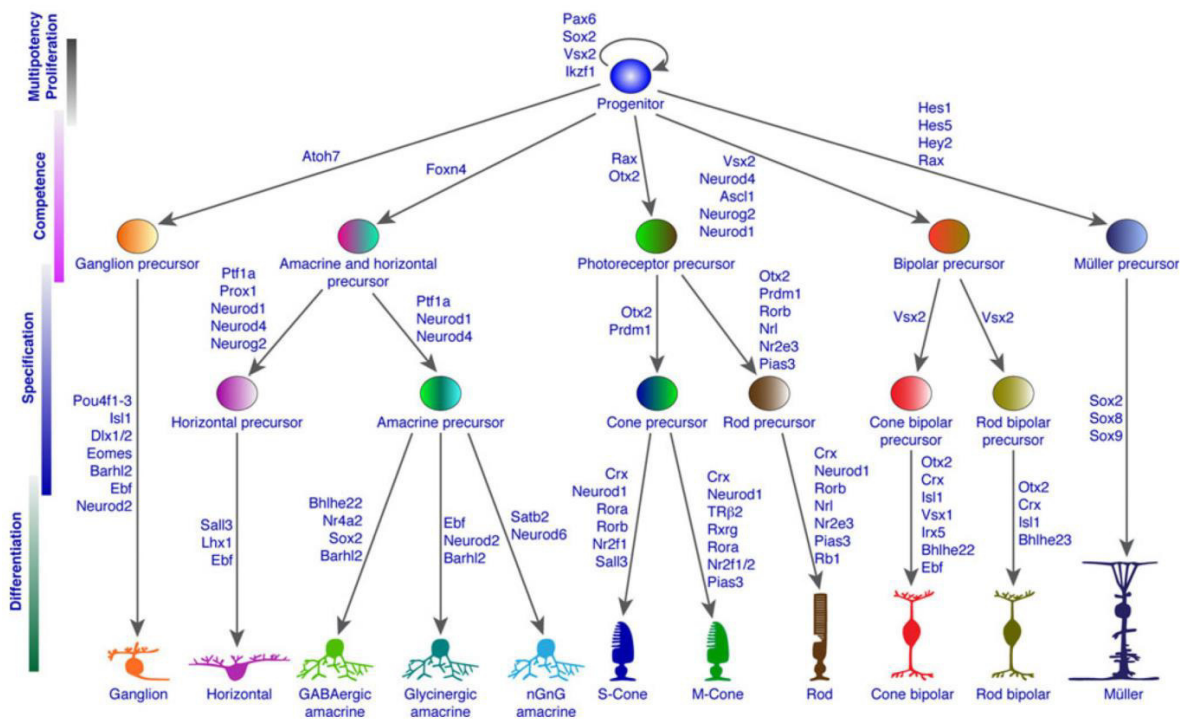 Multipotency
Proliferation
Competence
Specification
Differentiation
Pax6
Sox2
Vsx2
Ikzf1
Progenitor
Atoh7
Foxn4
Rax
Otx2
Vsx2
Neurod4
Ascl1
Neurog2
Neurod1
Hes1
Hes5
Hey2
Rax
Ganglion precursor
Amacrine and horizontal
precursor
Photoreceptor precursor
Bipolar precursor
Müller precursor
Ptf1a
Prox1
Neurod1
Neurod4
Neurog2
Ptf1a
Neurod1
Neurod4
Otx2
Prdm1
Otx2
Prdm1
Rorb
Nrl
Nr2e3
Pias3
Vsx2
Vsx2
Horizontal precursor
Amacrine precursor
Cone precursor
Rod precursor
Cone bipolar
precursor
Rod bipolar
precursor
Pou4f1-3
Isl1
Dlx1/2
Eomes
Barhl2
Ebf
Neurod2
Sall3
Lhx1
Ebf
Bhlhe22
Nr4a2
Sox2
Barhl2
Ebf
Neurod2
Barhl2
Satb2
Neurod6
Crx
Neurod1
Rora
Rorb
Nr2f1
Sall3
Crx
Neurod1
TRβ2
Rxrg
Rora
Nr2f1/2
Pias3
Crx
Neurod1
Rorb
Nrl
Nr2e3
Pias3
Rb1
Otx2
Crx
Isl1
Vsx1
Irx5
Bhlhe22
Ebf
Otx2
Crx
Isl1
Bhlhe23
Sox2
Sox8
Sox9
Ganglion
Horizontal
GABAergic
amacrine
Glycinergic
amacrine
nGnG
amacrine
S-Cone
M-Cone
Rod
Cone bipolar
Rod bipolar
Müller